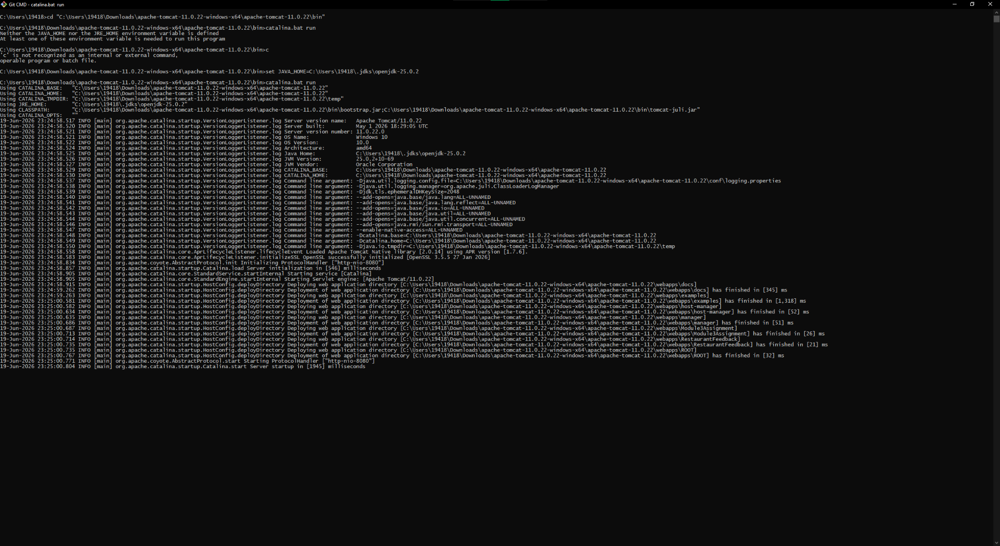 Git CMD - catalina.bat run
C:\Users\19418>cd "C:\Users\19418\Downloads\apache-tomcat-11.0.22-windows-x64\apache-tomcat-11.0.22\bin"
C:\Users\19418\Downloads\apache-tomcat-11.0.22-windows-x64\apache-tomcat-11.0.22\bin>catalina.bat run
Neither the JAVA_HOME nor the JRE_HOME environment variable is defined
At least one of these environment variable is needed to run this program
C:\Users\19418\Downloads\apache-tomcat-11.0.22-windows-x64\apache-tomcat-11.0.22\bin>c
'c' is not recognized as an internal or external command,
operable program or batch file.
C:\Users\19418\Downloads\apache-tomcat-11.0.22-windows-x64\apache-tomcat-11.0.22\bin>set JAVA_HOME=C:\Users\19418\.jdks\openjdk-25.0.2
C:\Users\19418\Downloads\apache-tomcat-11.0.22-windows-x64\apache-tomcat-11.0.22\bin>catalina.bat run
Using CATALINA_BASE:   "C:\Users\19418\Downloads\apache-tomcat-11.0.22-windows-x64\apache-tomcat-11.0.22"
Using CATALINA_HOME:   "C:\Users\19418\Downloads\apache-tomcat-11.0.22-windows-x64\apache-tomcat-11.0.22"
Using CATALINA_TMPDIR: "C:\Users\19418\Downloads\apache-tomcat-11.0.22-windows-x64\apache-tomcat-11.0.22\temp"
Using JRE_HOME:        "C:\Users\19418\.jdks\openjdk-25.0.2"
Using CLASSPATH:       "C:\Users\19418\Downloads\apache-tomcat-11.0.22-windows-x64\apache-tomcat-11.0.22\bin\bootstrap.jar;C:\Users\19418\Downloads\apache-tomcat-11.0.22-windows-x64\apache-tomcat-11.0.22\bin\tomcat-juli.jar"
Using CATALINA_OPTS:   ""
19-Jun-2026 23:24:58.517 INFO [main] org.apache.catalina.startup.VersionLoggerListener.log Server version name:   Apache Tomcat/11.0.22
19-Jun-2026 23:24:58.520 INFO [main] org.apache.catalina.startup.VersionLoggerListener.log Server built:          May 1 2026 18:29:05 UTC
19-Jun-2026 23:24:58.521 INFO [main] org.apache.catalina.startup.VersionLoggerListener.log Server version number: 11.0.22.0
19-Jun-2026 23:24:58.521 INFO [main] org.apache.catalina.startup.VersionLoggerListener.log OS Name:               Windows 10
19-Jun-2026 23:24:58.522 INFO [main] org.apache.catalina.startup.VersionLoggerListener.log OS Version:            10.0
19-Jun-2026 23:24:58.524 INFO [main] org.apache.catalina.startup.VersionLoggerListener.log Architecture:          amd64
19-Jun-2026 23:24:58.525 INFO [main] org.apache.catalina.startup.VersionLoggerListener.log Java Home:             C:\Users\19418\.jdks\openjdk-25.0.2
19-Jun-2026 23:24:58.526 INFO [main] org.apache.catalina.startup.VersionLoggerListener.log JVM Version:           25.0.2+10-69
19-Jun-2026 23:24:58.527 INFO [main] org.apache.catalina.startup.VersionLoggerListener.log JVM Vendor:            Oracle Corporation
19-Jun-2026 23:24:58.529 INFO [main] org.apache.catalina.startup.VersionLoggerListener.log CATALINA_BASE:         C:\Users\19418\Downloads\apache-tomcat-11.0.22-windows-x64\apache-tomcat-11.0.22
19-Jun-2026 23:24:58.530 INFO [main] org.apache.catalina.startup.VersionLoggerListener.log CATALINA_HOME:         C:\Users\19418\Downloads\apache-tomcat-11.0.22-windows-x64\apache-tomcat-11.0.22
19-Jun-2026 23:24:58.537 INFO [main] org.apache.catalina.startup.VersionLoggerListener.log Command line argument: -Djava.util.logging.config.file=C:\Users\19418\Downloads\apache-tomcat-11.0.22-windows-x64\apache-tomcat-11.0.22\conf\logging.properties
19-Jun-2026 23:24:58.538 INFO [main] org.apache.catalina.startup.VersionLoggerListener.log Command line argument: -Djava.util.logging.manager=org.apache.juli.ClassLoaderLogManager
19-Jun-2026 23:24:58.539 INFO [main] org.apache.catalina.startup.VersionLoggerListener.log Command line argument: -Djdk.tls.ephemeralDHKeySize=2048
19-Jun-2026 23:24:58.540 INFO [main] org.apache.catalina.startup.VersionLoggerListener.log Command line argument: --add-opens=java.base/java.lang=ALL-UNNAMED
19-Jun-2026 23:24:58.541 INFO [main] org.apache.catalina.startup.VersionLoggerListener.log Command line argument: --add-opens=java.base/java.lang.reflect=ALL-UNNAMED
19-Jun-2026 23:24:58.542 INFO [main] org.apache.catalina.startup.VersionLoggerListener.log Command line argument: --add-opens=java.base/java.io=ALL-UNNAMED
19-Jun-2026 23:24:58.543 INFO [main] org.apache.catalina.startup.VersionLoggerListener.log Command line argument: --add-opens=java.base/java.util=ALL-UNNAMED
19-Jun-2026 23:24:58.544 INFO [main] org.apache.catalina.startup.VersionLoggerListener.log Command line argument: --add-opens=java.base/java.util.concurrent=ALL-UNNAMED
19-Jun-2026 23:24:58.546 INFO [main] org.apache.catalina.startup.VersionLoggerListener.log Command line argument: --add-opens=java.rmi/sun.rmi.transport=ALL-UNNAMED
19-Jun-2026 23:24:58.547 INFO [main] org.apache.catalina.startup.VersionLoggerListener.log Command line argument: --enable-native-access=ALL-UNNAMED
19-Jun-2026 23:24:58.548 INFO [main] org.apache.catalina.startup.VersionLoggerListener.log Command line argument: -Dcatalina.base=C:\Users\19418\Downloads\apache-tomcat-11.0.22-windows-x64\apache-tomcat-11.0.22
19-Jun-2026 23:24:58.549 INFO [main] org.apache.catalina.startup.VersionLoggerListener.log Command line argument: -Dcatalina.home=C:\Users\19418\Downloads\apache-tomcat-11.0.22-windows-x64\apache-tomcat-11.0.22
19-Jun-2026 23:24:58.550 INFO [main] org.apache.catalina.startup.VersionLoggerListener.log Command line argument: -Djava.io.tmpdir=C:\Users\19418\Downloads\apache-tomcat-11.0.22-windows-x64\apache-tomcat-11.0.22\temp
19-Jun-2026 23:24:58.558 INFO [main] org.apache.catalina.core.AprLifecycleListener.lifecycleEvent Loaded Apache Tomcat Native library [2.0.14] using APR version [1.7.6].
19-Jun-2026 23:24:58.583 INFO [main] org.apache.catalina.core.AprLifecycleListener.initializeSSL OpenSSL successfully initialized [OpenSSL 3.5.5 27 Jan 2026]
19-Jun-2026 23:24:58.834 INFO [main] org.apache.coyote.AbstractProtocol.init Initializing ProtocolHandler ["http-nio-8080"]
19-Jun-2026 23:24:58.857 INFO [main] org.apache.catalina.startup.Catalina.load Server initialization in [546] milliseconds
19-Jun-2026 23:24:58.905 INFO [main] org.apache.catalina.core.StandardService.startInternal Starting service [Catalina]
19-Jun-2026 23:24:58.905 INFO [main] org.apache.catalina.core.StandardEngine.startInternal Starting Servlet engine: [Apache Tomcat/11.0.22]
19-Jun-2026 23:24:58.915 INFO [main] org.apache.catalina.startup.HostConfig.deployDirectory Deploying web application directory [C:\Users\19418\Downloads\apache-tomcat-11.0.22-windows-x64\apache-tomcat-11.0.22\webapps\docs]
19-Jun-2026 23:24:59.262 INFO [main] org.apache.catalina.startup.HostConfig.deployDirectory Deployment of web application directory [C:\Users\19418\Downloads\apache-tomcat-11.0.22-windows-x64\apache-tomcat-11.0.22\webapps\docs] has finished in [345] ms
19-Jun-2026 23:24:59.263 INFO [main] org.apache.catalina.startup.HostConfig.deployDirectory Deploying web application directory [C:\Users\19418\Downloads\apache-tomcat-11.0.22-windows-x64\apache-tomcat-11.0.22\webapps\examples]
19-Jun-2026 23:25:00.581 INFO [main] org.apache.catalina.startup.HostConfig.deployDirectory Deployment of web application directory [C:\Users\19418\Downloads\apache-tomcat-11.0.22-windows-x64\apache-tomcat-11.0.22\webapps\examples] has finished in [1,318] ms
19-Jun-2026 23:25:00.582 INFO [main] org.apache.catalina.startup.HostConfig.deployDirectory Deploying web application directory [C:\Users\19418\Downloads\apache-tomcat-11.0.22-windows-x64\apache-tomcat-11.0.22\webapps\host-manager]
19-Jun-2026 23:25:00.634 INFO [main] org.apache.catalina.startup.HostConfig.deployDirectory Deployment of web application directory [C:\Users\19418\Downloads\apache-tomcat-11.0.22-windows-x64\apache-tomcat-11.0.22\webapps\host-manager] has finished in [52] ms
19-Jun-2026 23:25:00.635 INFO [main] org.apache.catalina.startup.HostConfig.deployDirectory Deploying web application directory [C:\Users\19418\Downloads\apache-tomcat-11.0.22-windows-x64\apache-tomcat-11.0.22\webapps\manager]
19-Jun-2026 23:25:00.686 INFO [main] org.apache.catalina.startup.HostConfig.deployDirectory Deployment of web application directory [C:\Users\19418\Downloads\apache-tomcat-11.0.22-windows-x64\apache-tomcat-11.0.22\webapps\manager] has finished in [51] ms
19-Jun-2026 23:25:00.687 INFO [main] org.apache.catalina.startup.HostConfig.deployDirectory Deploying web application directory [C:\Users\19418\Downloads\apache-tomcat-11.0.22-windows-x64\apache-tomcat-11.0.22\webapps\Module3Assignment]
19-Jun-2026 23:25:00.713 INFO [main] org.apache.catalina.startup.HostConfig.deployDirectory Deployment of web application directory [C:\Users\19418\Downloads\apache-tomcat-11.0.22-windows-x64\apache-tomcat-11.0.22\webapps\Module3Assignment] has finished in [26] ms
19-Jun-2026 23:25:00.714 INFO [main] org.apache.catalina.startup.HostConfig.deployDirectory Deploying web application directory [C:\Users\19418\Downloads\apache-tomcat-11.0.22-windows-x64\apache-tomcat-11.0.22\webapps\RestaurantFeedback]
19-Jun-2026 23:25:00.735 INFO [main] org.apache.catalina.startup.HostConfig.deployDirectory Deployment of web application directory [C:\Users\19418\Downloads\apache-tomcat-11.0.22-windows-x64\apache-tomcat-11.0.22\webapps\RestaurantFeedback] has finished in [21] ms
19-Jun-2026 23:25:00.735 INFO [main] org.apache.catalina.startup.HostConfig.deployDirectory Deploying web application directory [C:\Users\19418\Downloads\apache-tomcat-11.0.22-windows-x64\apache-tomcat-11.0.22\webapps\ROOT]
19-Jun-2026 23:25:00.767 INFO [main] org.apache.catalina.startup.HostConfig.deployDirectory Deployment of web application directory [C:\Users\19418\Downloads\apache-tomcat-11.0.22-windows-x64\apache-tomcat-11.0.22\webapps\ROOT] has finished in [32] ms
19-Jun-2026 23:25:00.771 INFO [main] org.apache.coyote.AbstractProtocol.start Starting ProtocolHandler ["http-nio-8080"]
19-Jun-2026 23:25:00.804 INFO [main] org.apache.catalina.startup.Catalina.start Server startup in [1945] milliseconds